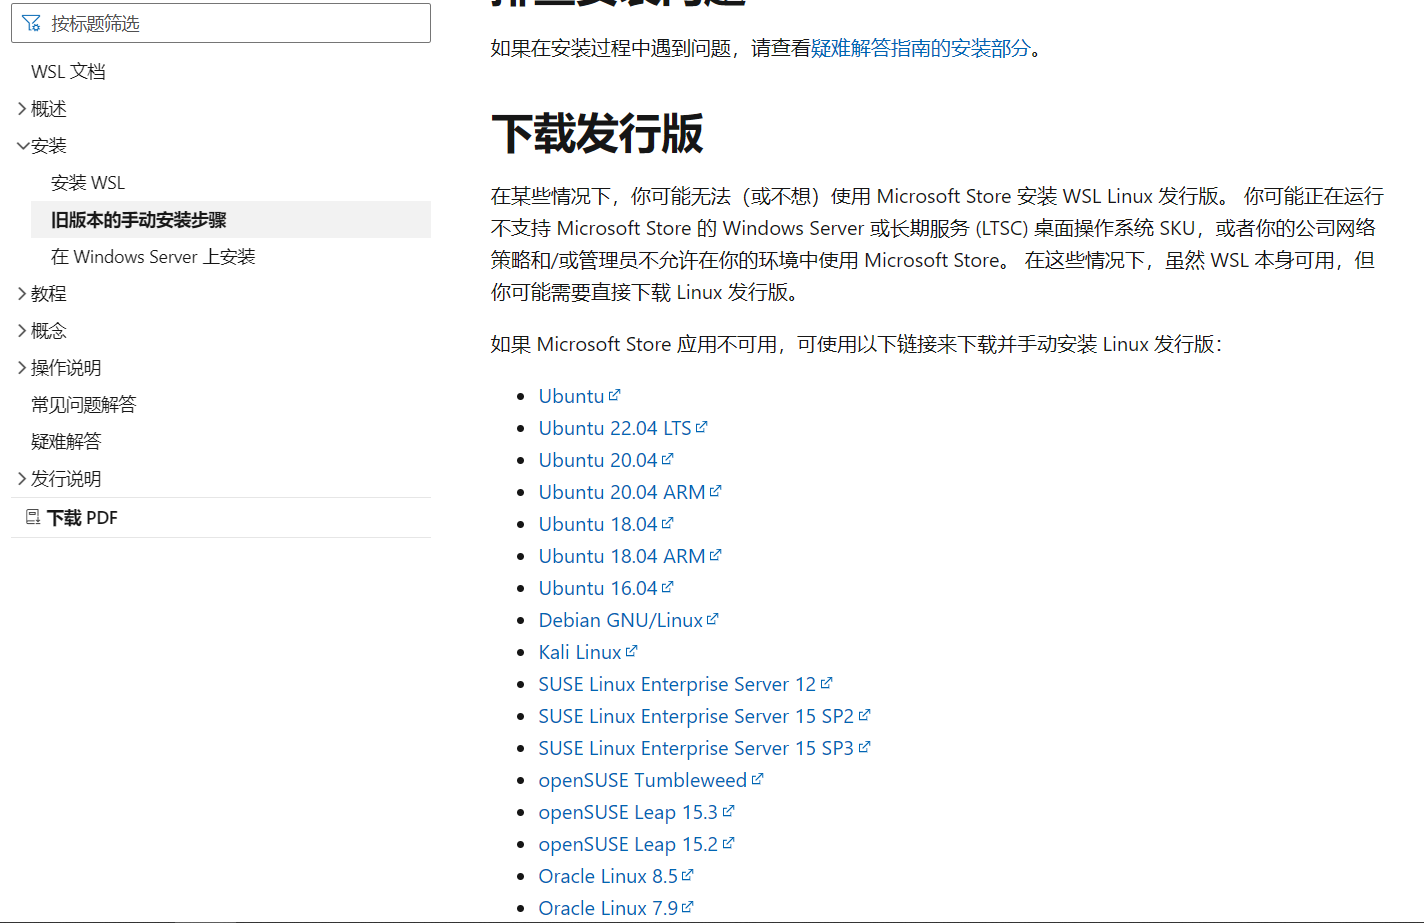 按标题筛选
WSL 文档
概述
安装
安装 WSL
旧版本的手动安装步骤
在 Windows Server 上安装
教程
概念
操作说明
常见问题解答
疑难解答
发行说明
下载 PDF
如果在安装过程中遇到问题，请查看疑难解答指南的安装部分。
下载发行版
在某些情况下，你可能无法（或不想）使用 Microsoft Store 安装 WSL Linux 发行版。 你可能正在运行
不支持 Microsoft Store 的 Windows Server 或长期服务 (LTSC) 桌面操作系统 SKU，或者你的公司网络
策略和/或管理员不允许在你的环境中使用 Microsoft Store。 在这些情况下，虽然 WSL 本身可用，但
你可能需要直接下载 Linux 发行版。
如果 Microsoft Store 应用不可用，可使用以下链接来下载并手动安装 Linux 发行版：
Ubuntu
Ubuntu 22.04 LTS
Ubuntu 20.04
Ubuntu 20.04 ARM
Ubuntu 18.04
Ubuntu 18.04 ARM
Ubuntu 16.04
Debian GNU/Linux
Kali Linux
SUSE Linux Enterprise Server 12
SUSE Linux Enterprise Server 15 SP2
SUSE Linux Enterprise Server 15 SP3
openSUSE Tumbleweed
openSUSE Leap 15.3
openSUSE Leap 15.2
Oracle Linux 8.5
Oracle Linux 7.9